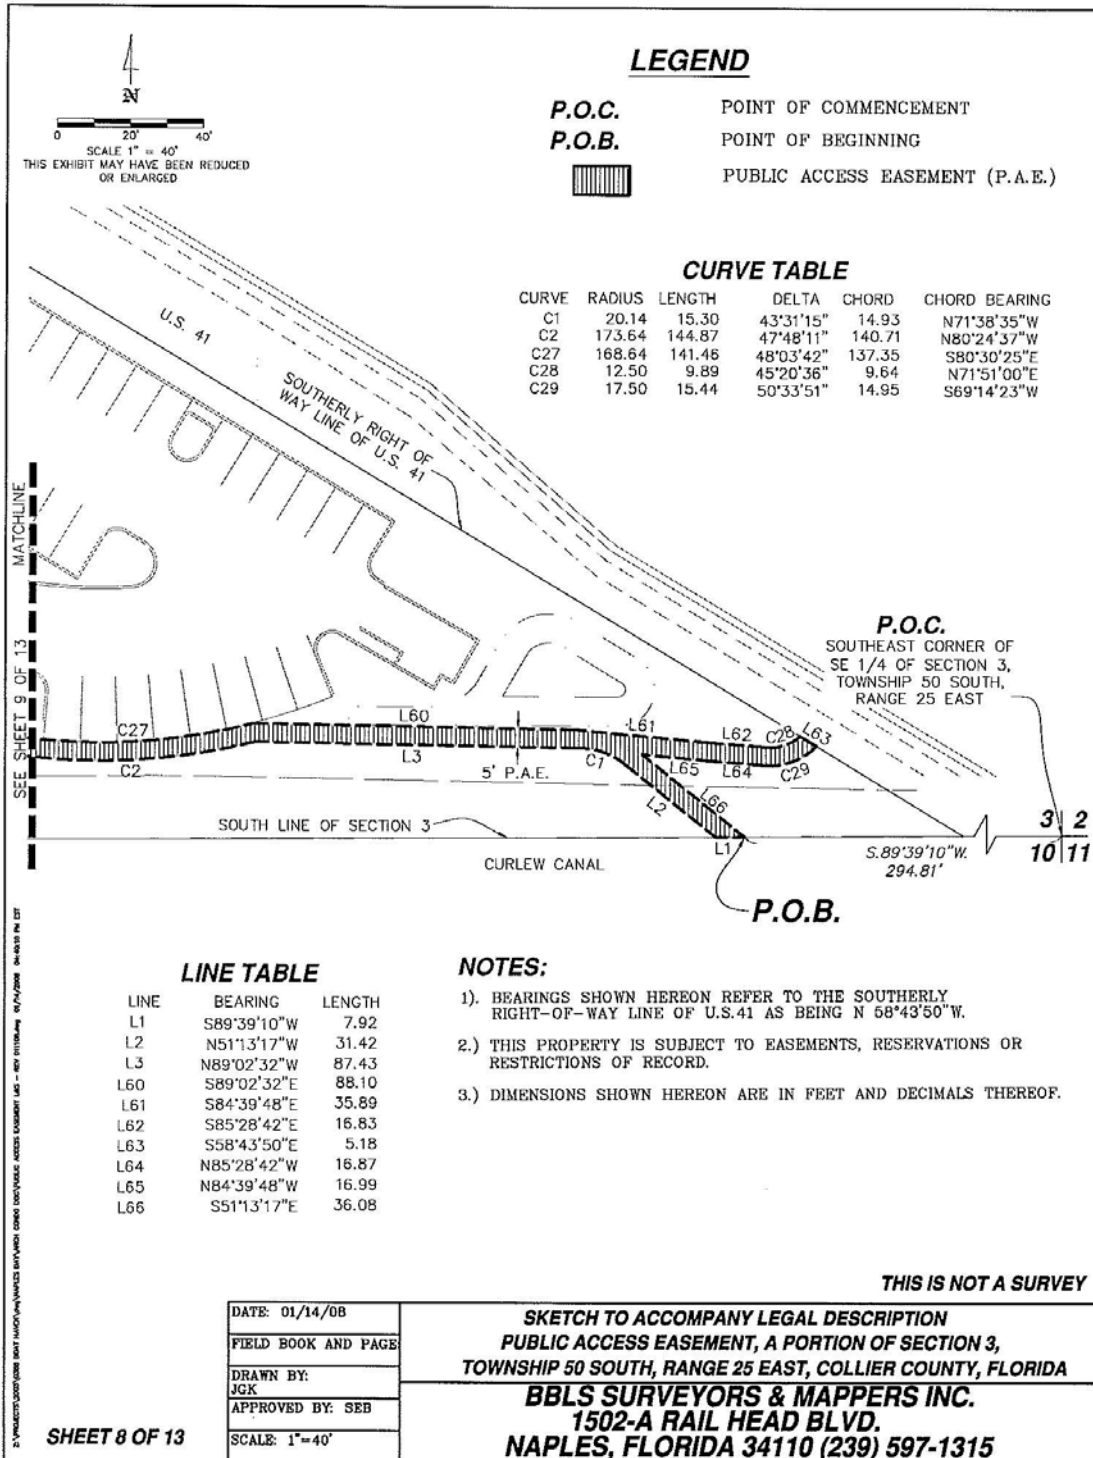 N
0 20' 40'
SCALE 1" = 40'
THIS EXHIBIT MAY HAVE BEEN REDUCED
OR ENLARGED
LEGEND
P.O.C. POINT OF COMMENCEMENT
P.O.B. POINT OF BEGINNING
PUBLIC ACCESS EASEMENT (P.A.E.)
CURVE TABLE
CURVE RADIUS LENGTH DELTA CHORD CHORD BEARING
C1 20.14 15.30 43°31'15" 14.93 N71°38'35"W
C2 173.64 144.87 47°48'11" 140.71 N80°24'37"W
C27 168.64 141.46 48°03'42" 137.35 S80°30'25"E
C28 12.50 9.89 45°20'36" 9.64 N71°51'00"E
C29 17.50 15.44 50°33'51" 14.95 S69°14'23"W
U.S. 41
SOUTHERLY RIGHT OF
WAY LINE OF U.S. 41
MATCHLINE
SEE SHEET 9 OF 13
P.O.C.
SOUTHEAST CORNER OF
SE 1/4 OF SECTION 3,
TOWNSHIP 50 SOUTH,
RANGE 25 EAST
C27
C2
L60
L3
5' P.A.E.
C1
L61
L62
C28
L63
L65
L64
C29
L2
L66
L1
SOUTH LINE OF SECTION 3
CURLEW CANAL
S.89°39'10"W.
294.81'
3 2
10 11
P.O.B.
LINE TABLE
LINE BEARING LENGTH
L1 S89°39'10"W 7.92
L2 N51°13'17"W 31.42
L3 N89°02'32"W 87.43
L60 S89°02'32"E 88.10
L61 S84°39'48"E 35.89
L62 S85°28'42"E 16.83
L63 S58°43'50"E 5.18
L64 N85°28'42"W 16.87
L65 N84°39'48"W 16.99
L66 S51°13'17"E 36.08
NOTES:
1). BEARINGS SHOWN HEREON REFER TO THE SOUTHERLY
RIGHT-OF-WAY LINE OF U.S.41 AS BEING N 58°43'50"W.
2.) THIS PROPERTY IS SUBJECT TO EASEMENTS, RESERVATIONS OR
RESTRICTIONS OF RECORD.
3.) DIMENSIONS SHOWN HEREON ARE IN FEET AND DECIMALS THEREOF.
THIS IS NOT A SURVEY
DATE: 01/14/08
FIELD BOOK AND PAGE
DRAWN BY:
JGK
APPROVED BY: SEB
SCALE: 1"=40'
SKETCH TO ACCOMPANY LEGAL DESCRIPTION
PUBLIC ACCESS EASEMENT, A PORTION OF SECTION 3,
TOWNSHIP 50 SOUTH, RANGE 25 EAST, COLLIER COUNTY, FLORIDA
BBLS SURVEYORS & MAPPERS INC.
1502-A RAIL HEAD BLVD.
NAPLES, FLORIDA 34110 (239) 597-1315
SHEET 8 OF 13